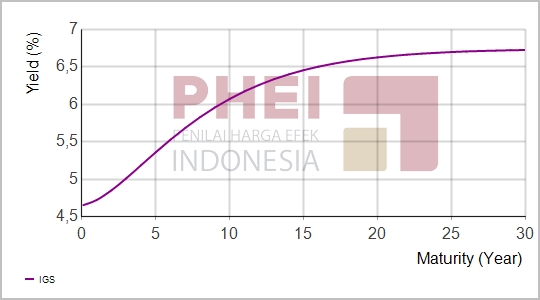 Yield (%)
7
6,5
6
5,5
5
4,5
0 5 10 15 20 25 30
Maturity (Year)
PHEI
PENILAI HARGA EFEK
INDONESIA
IGS